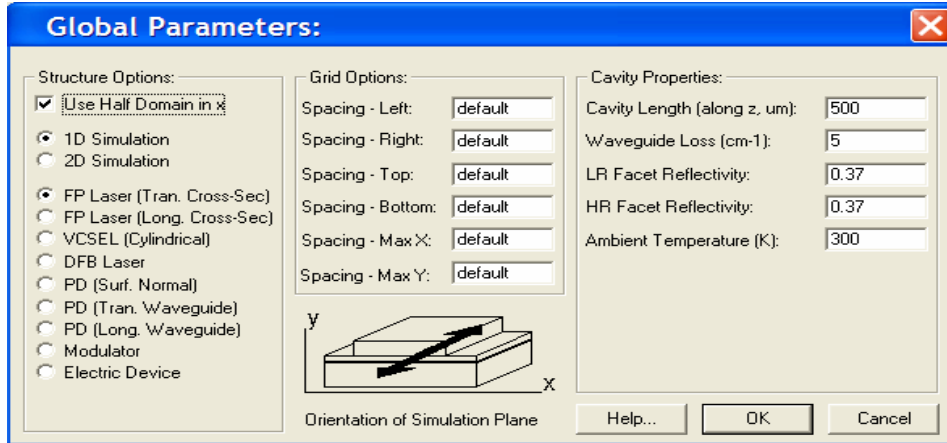 Global Parameters:
Structure Options:
Use Half Domain in x
1D Simulation
2D Simulation
FP Laser (Tran. Cross-Sec)
FP Laser (Long. Cross-Sec)
VCSEL (Cylindrical)
DFB Laser
PD (Surf. Normal)
PD (Tran. Waveguide)
PD (Long. Waveguide)
Modulator
Electric Device
Grid Options:
Spacing - Left: default
Spacing - Right: default
Spacing - Top: default
Spacing - Bottom: default
Spacing - Max X: default
Spacing - Max Y: default
y
x
Orientation of Simulation Plane
Cavity Properties:
Cavity Length (along z, um): 500
Waveguide Loss (cm-1): 5
LR Facet Reflectivity: 0.37
HR Facet Reflectivity: 0.37
Ambient Temperature (K): 300
Help... OK Cancel